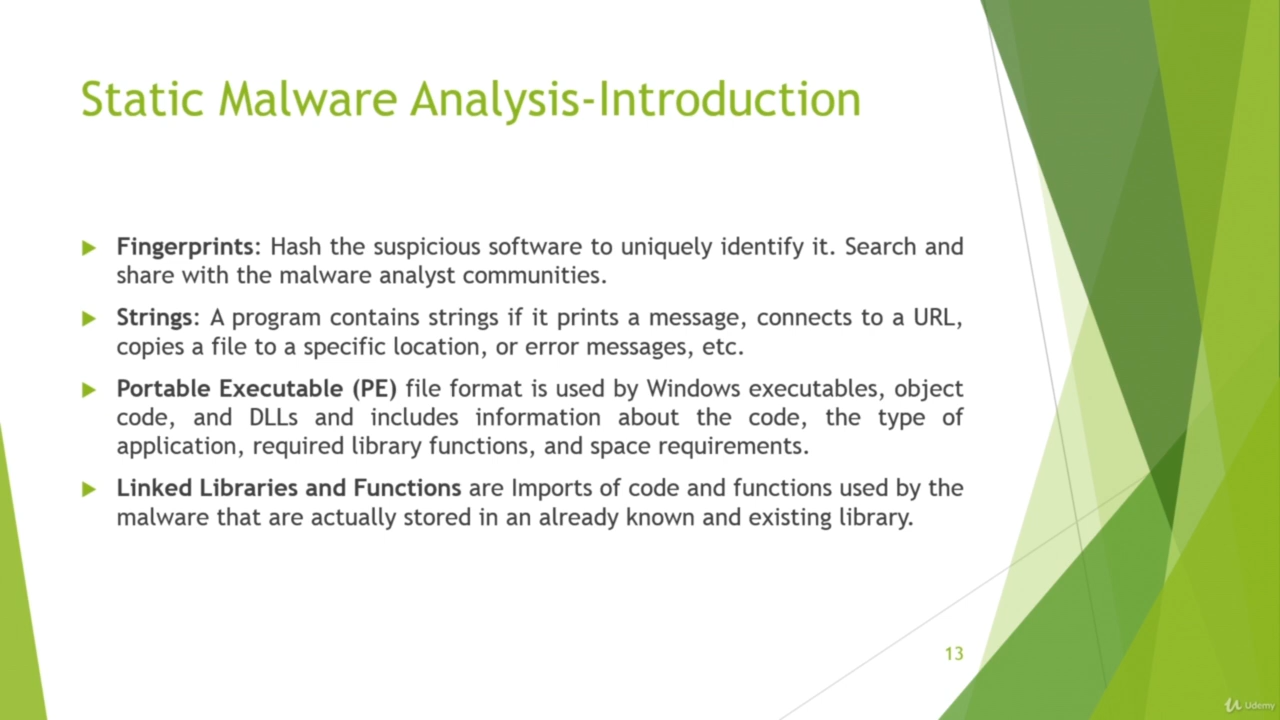 Static Malware Analysis-Introduction
Fingerprints: Hash the suspicious software to uniquely identify it. Search and
share with the malware analyst communities.
Strings: A program contains strings if it prints a message, connects to a URL,
copies a file to a specific location, or error messages, etc.
Portable Executable (PE) file format is used by Windows executables, object
code, and DLLs and includes information about the code, the type of
application, required library functions, and space requirements.
Linked Libraries and Functions are Imports of code and functions used by the
malware that are actually stored in an already known and existing library.
13
Udemy